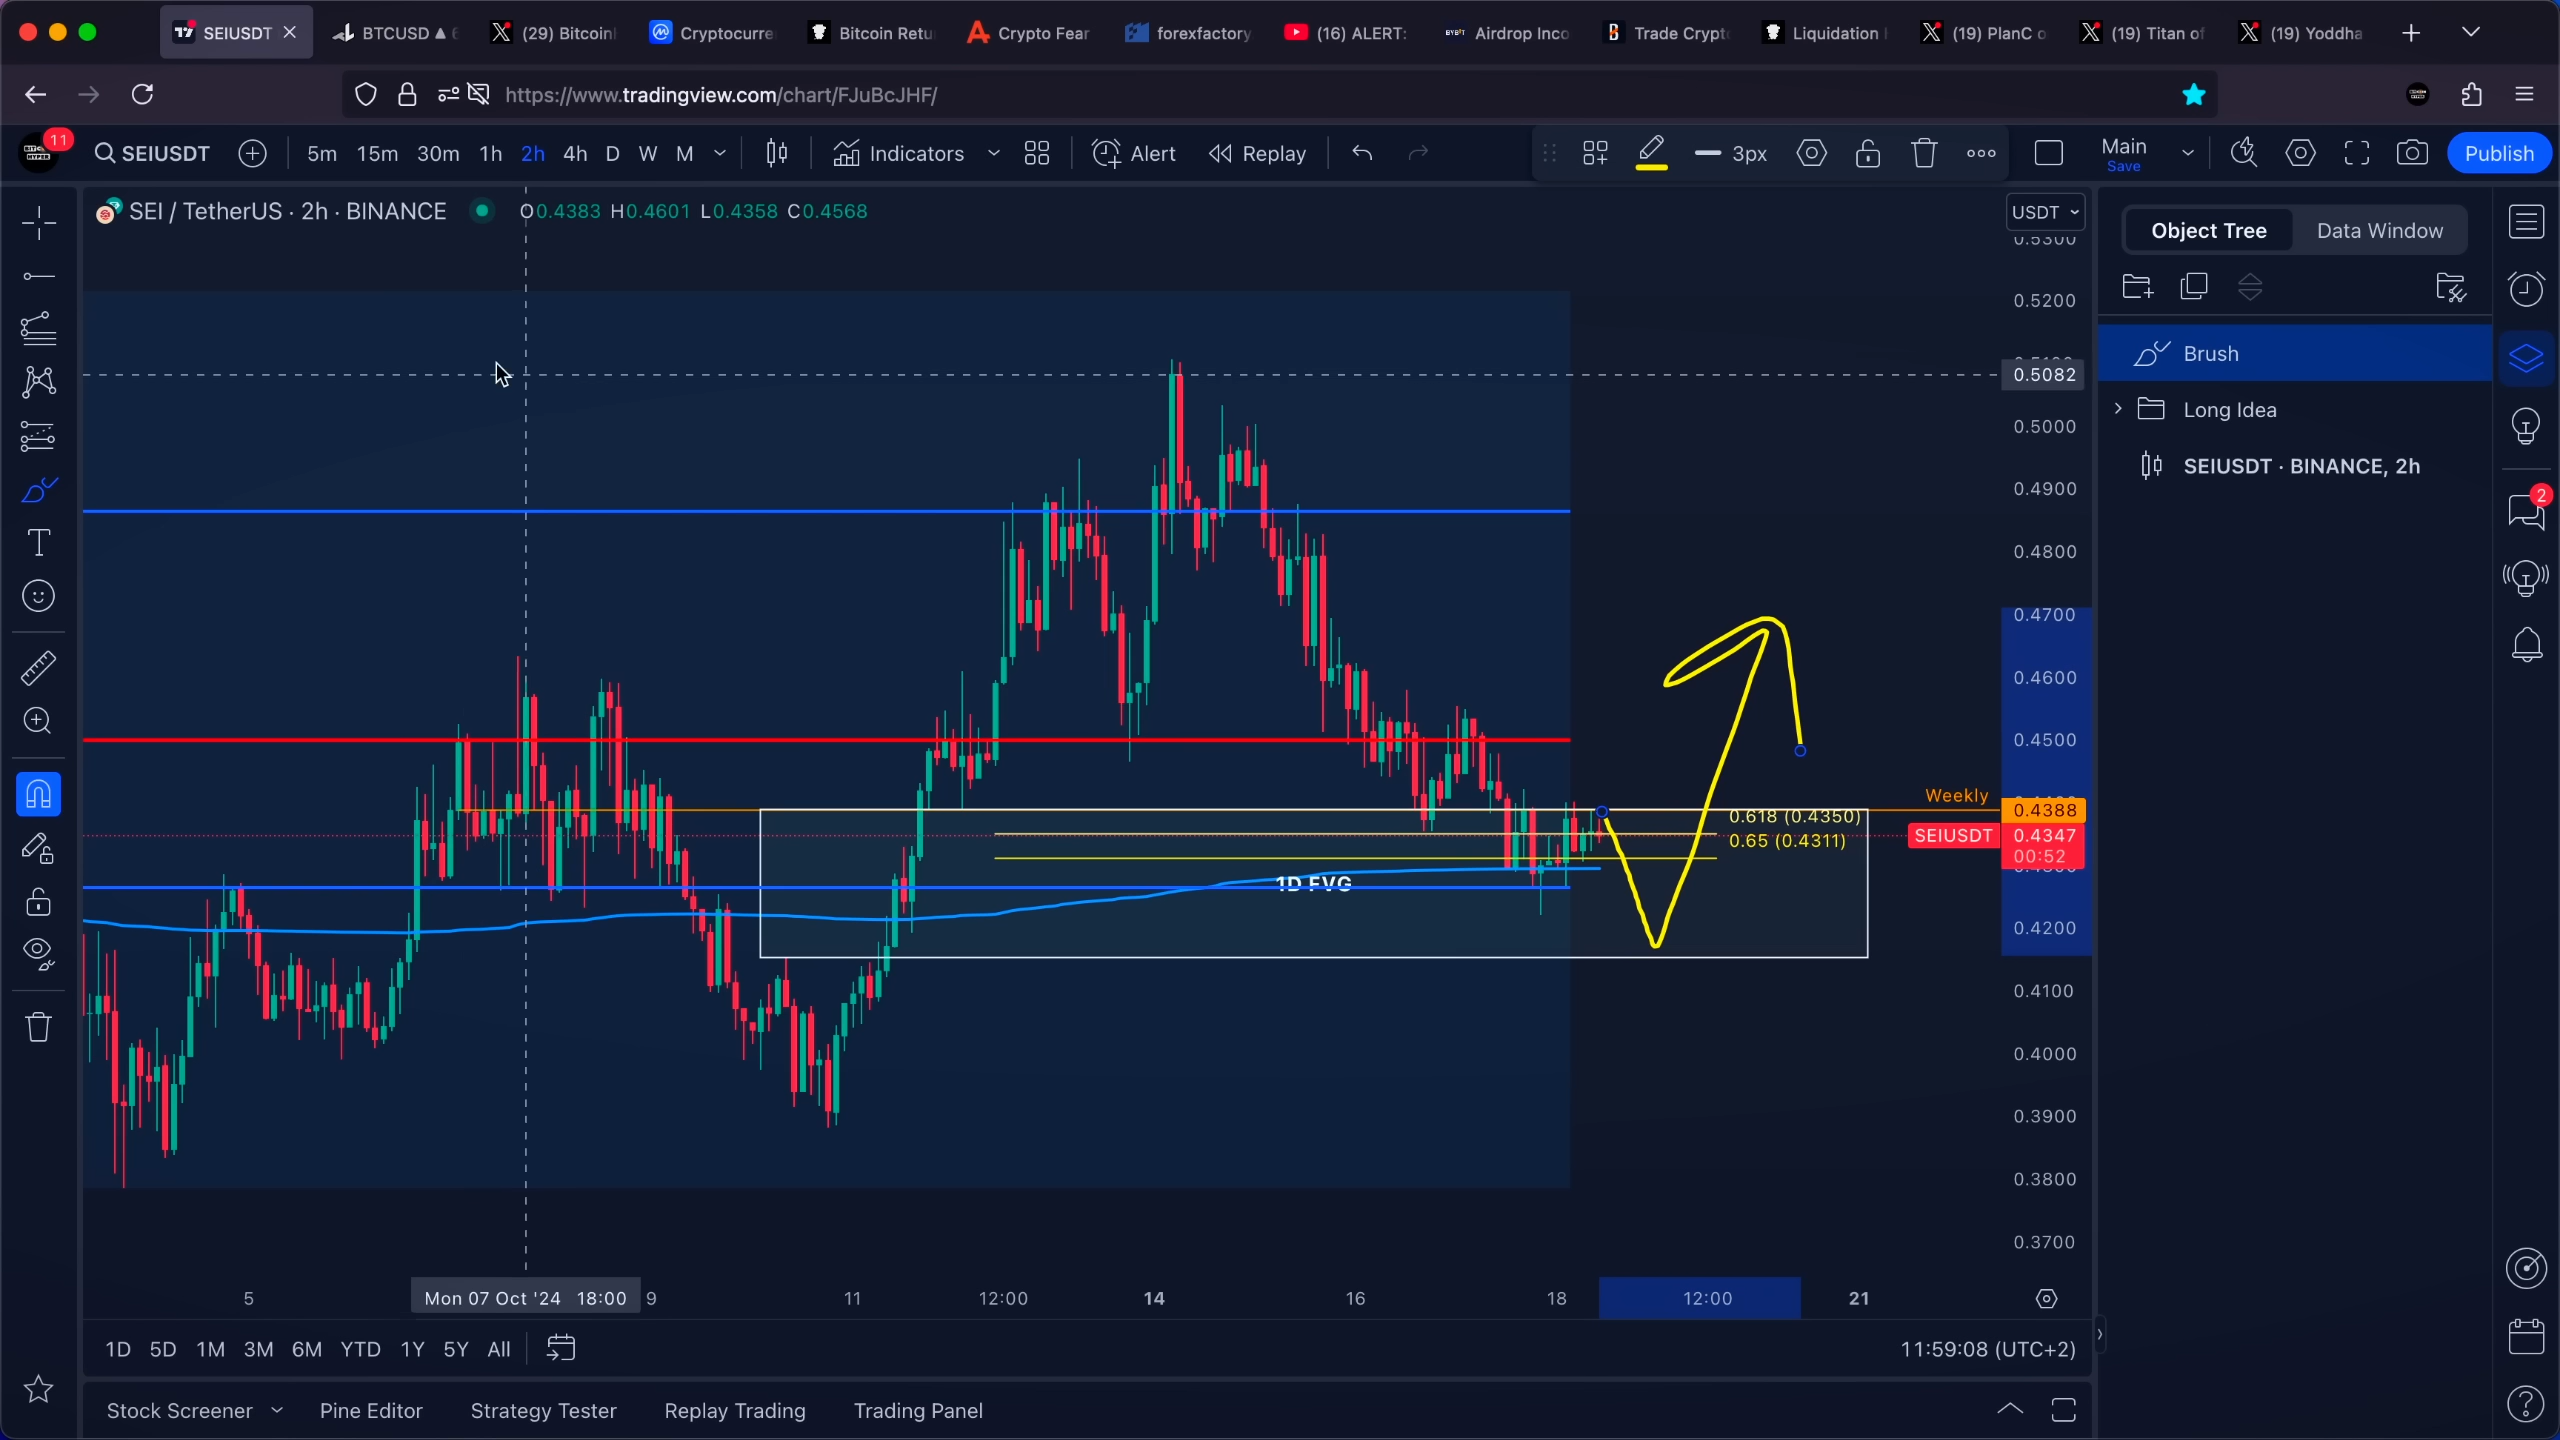 SEIUSDT
BTCUSD ▲ 6
(29) Bitcoin
Cryptocurre
Bitcoin Retu
Crypto Fear
forexfactory
(16) ALERT:
Airdrop Inco
Trade Crypt
Liquidation
(19) PlanC o
(19) Titan of
(19) Yoddha
https://www.tradingview.com/chart/FJuBcJHF/
11
SEIUSDT
5m 15m 30m 1h 2h 4h D W M
Indicators
Alert
Replay
3px
Main
Save
Publish
SEI / TetherUS · 2h · BINANCE
O0.4383 H0.4601 L0.4358 C0.4568
USDT
Object Tree
Data Window
Brush
Long Idea
SEIUSDT · BINANCE, 2h
2
0.5300
0.5200
0.5082
0.5000
0.4900
0.4800
0.4700
0.4600
0.4500
Weekly
0.4388
0.618 (0.4350)
SEIUSDT
0.4347
0.65 (0.4311)
00:52
1D FVG
0.4200
0.4100
0.4000
0.3900
0.3800
0.3700
5
Mon 07 Oct '24 18:00
9
11
12:00
14
16
18
12:00
21
1D 5D 1M 3M 6M YTD 1Y 5Y All
11:59:08 (UTC+2)
Stock Screener
Pine Editor
Strategy Tester
Replay Trading
Trading Panel